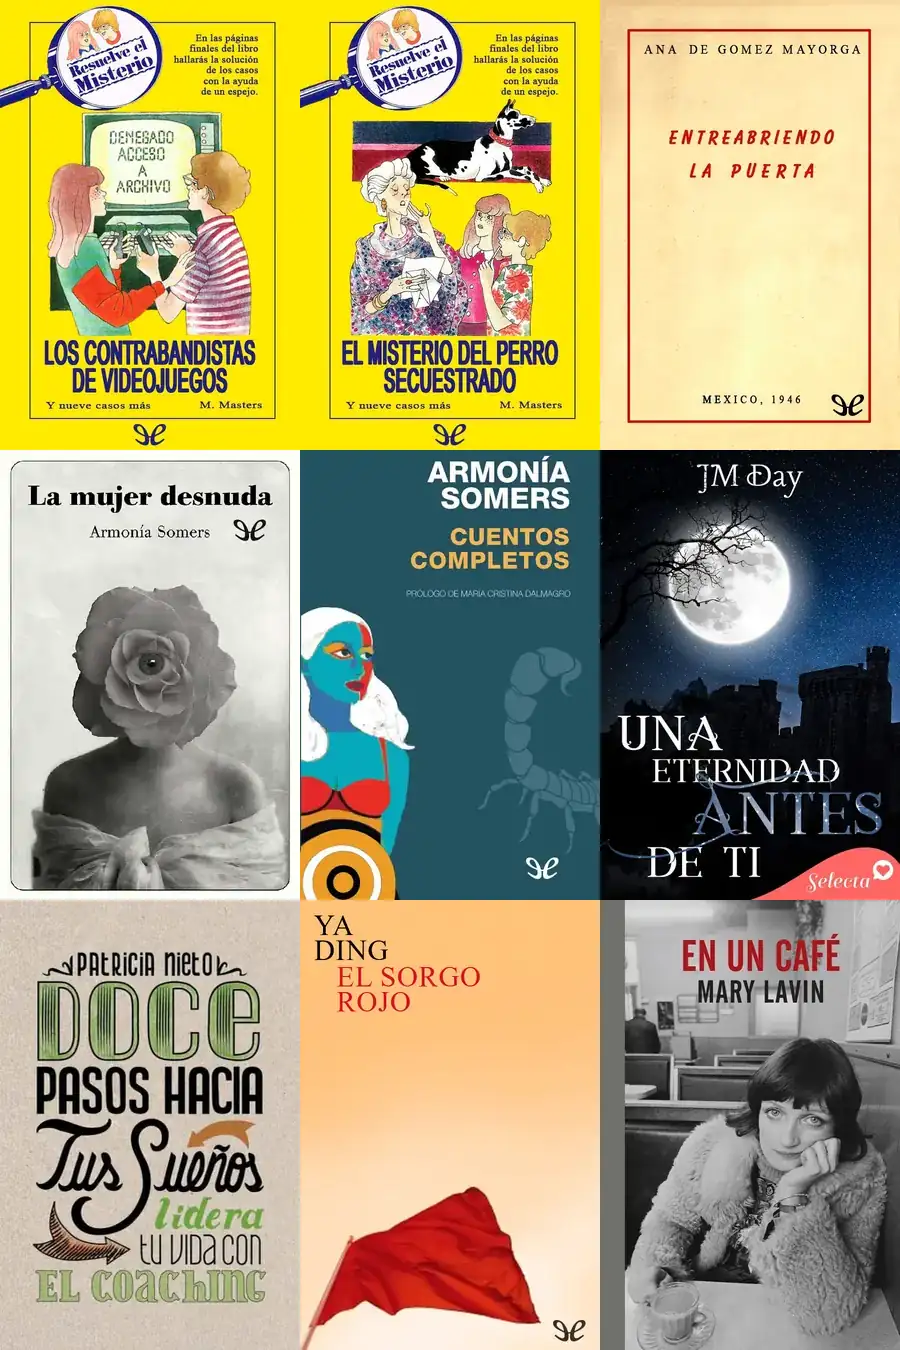 Resuelve el
Misterio
En las páginas
finales del libro
hallarás la solución
de los casos
con la ayuda
de un espejo.
DENEGADO
ACCESO
A
ARCHIVO
LOS CONTRABANDISTAS
DE VIDEOJUEGOS
Y nueve casos más
M. Masters
Resuelve el
Misterio
En las páginas
finales del libro
hallarás la solución
de los casos
con la ayuda
de un espejo.
EL MISTERIO DEL PERRO
SECUESTRADO
Y nueve casos más
M. Masters
ANA DE GOMEZ MAYORGA
ENTREABRIENDO
LA PUERTA
MEXICO, 1946
La mujer desnuda
Armonía Somers
ARMONÍA
SOMERS
CUENTOS
COMPLETOS
PRÓLOGO DE MARÍA CRISTINA DALMAGRO
JM Day
UNA
ETERNIDAD
ANTES
DE TI
Selecta
PATRICIA NIETO
DOCE
PASOS HACIA
Tus Sueños
lidera
TU VIDA CON
EL COACHING
YA
DING
EL SORGO
ROJO
EN UN CAFÉ
MARY LAVIN